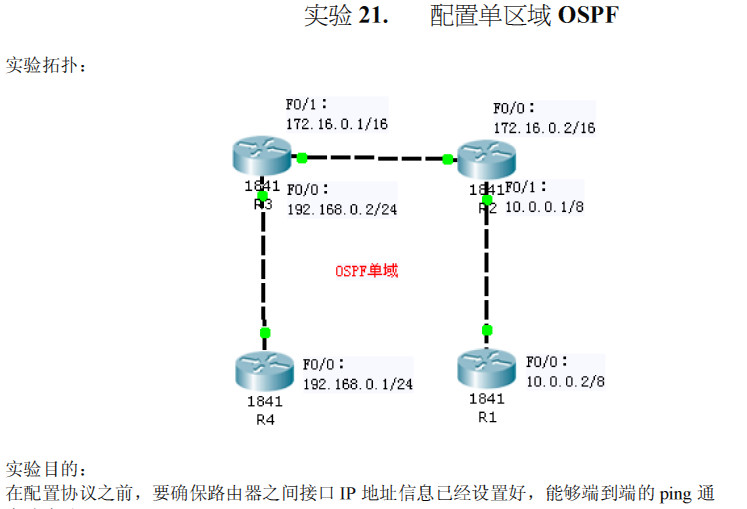 实验 21. 配置单区域 OSPF
实验拓扑：
F0/1：
172.16.0.1/16
F0/0：
172.16.0.2/16
1841
R3
F0/0：
192.168.0.2/24
1841
R2
F0/1：
10.0.0.1/8
OSPF单域
F0/0：
192.168.0.1/24
1841
R4
F0/0：
10.0.0.2/8
1841
R1
实验目的：
在配置协议之前，要确保路由器之间接口 IP 地址信息已经设置好，能够端到端的 ping 通